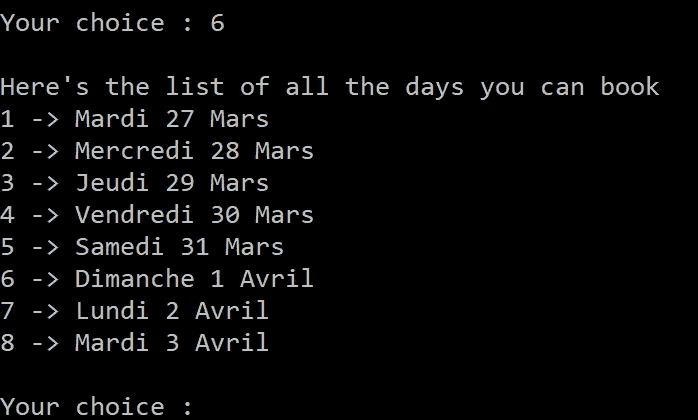 Your choice : 6
Here's the list of all the days you can book
1 -> Mardi 27 Mars
2 -> Mercredi 28 Mars
3 -> Jeudi 29 Mars
4 -> Vendredi 30 Mars
5 -> Samedi 31 Mars
6 -> Dimanche 1 Avril
7 -> Lundi 2 Avril
8 -> Mardi 3 Avril
Your choice :